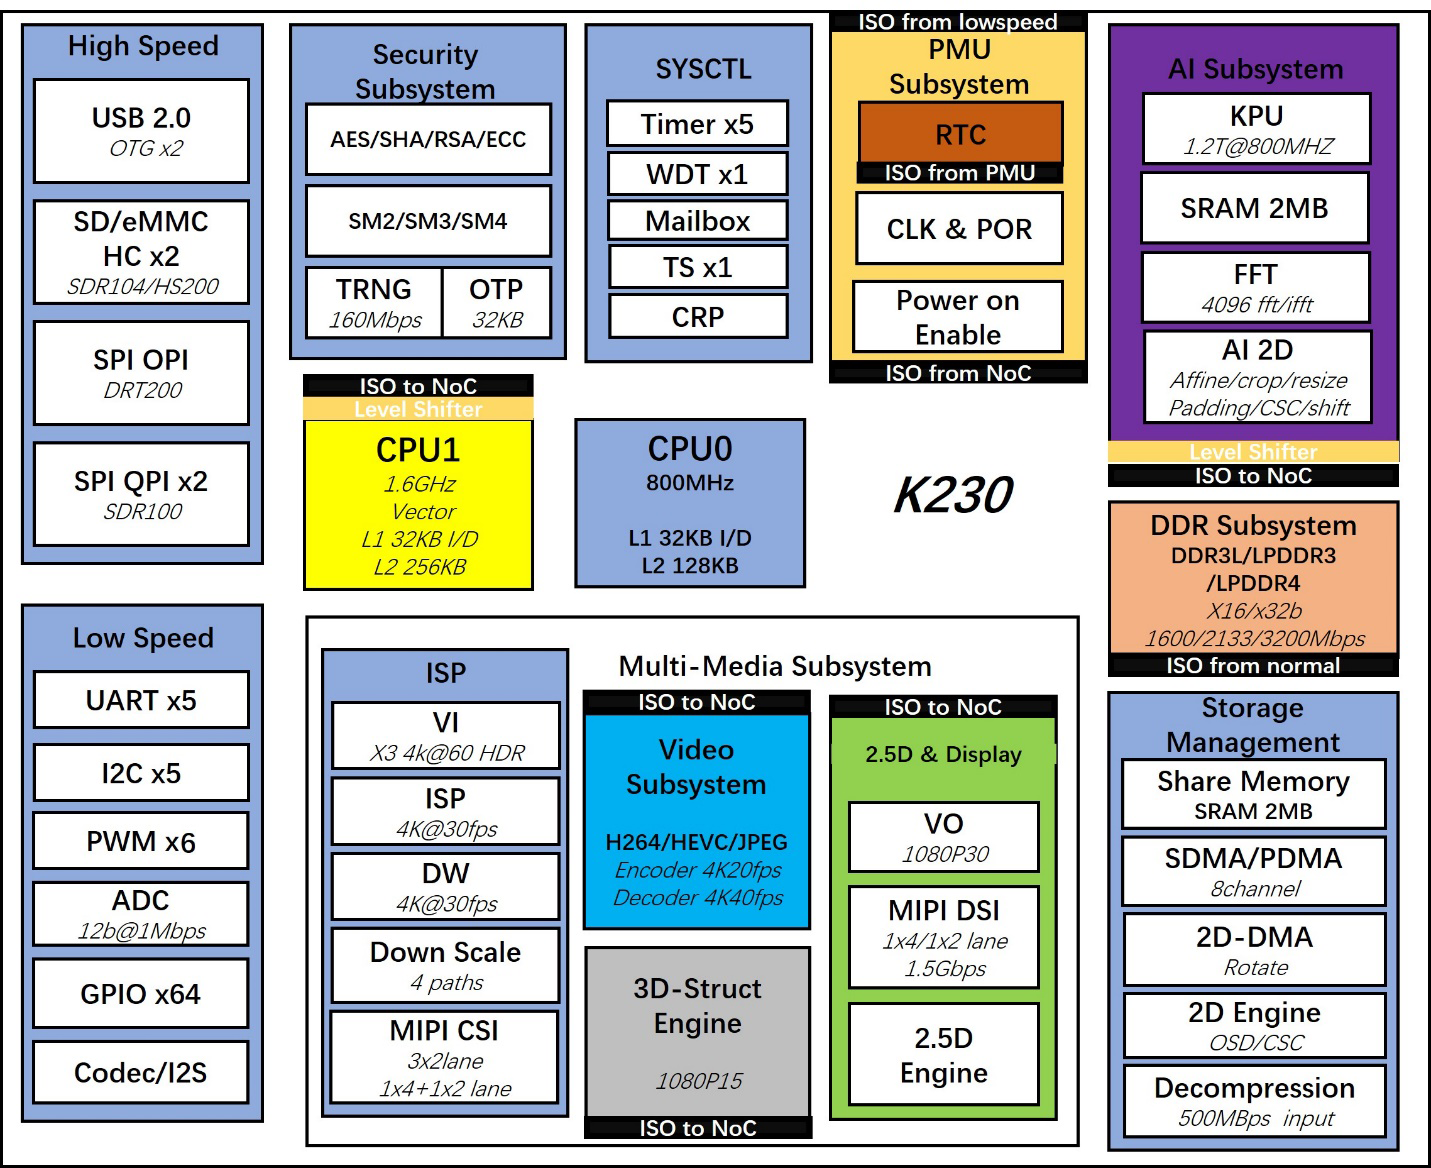 High Speed
USB 2.0
OTG x2
SD/eMMC
HC x2
SDR104/HS200
SPI OPI
DRT200
SPI QPI x2
SDR100
Low Speed
UART x5
I2C x5
PWM x6
ADC
12b@1Mbps
GPIO x64
Codec/I2S
Security
Subsystem
AES/SHA/RSA/ECC
SM2/SM3/SM4
TRNG
160Mbps
OTP
32KB
SYSCTL
Timer x5
WDT x1
Mailbox
TS x1
CRP
ISO from lowspeed
PMU
Subsystem
RTC
ISO from PMU
CLK & POR
Power on
Enable
ISO from NoC
AI Subsystem
KPU
1.2T@800MHZ
SRAM 2MB
FFT
4096 fft/ifft
AI 2D
Affine/crop/resize
Padding/CSC/shift
Level Shifter
ISO to NoC
ISO to NoC
Level Shifter
CPU1
1.6GHz
Vector
L1 32KB I/D
L2 256KB
CPU0
800MHz
L1 32KB I/D
L2 128KB
K230
DDR Subsystem
DDR3L/LPDDR3
/LPDDR4
X16/x32b
1600/2133/3200Mbps
ISO from normal
Multi-Media Subsystem
ISP
VI
X3 4k@60 HDR
ISP
4K@30fps
DW
4K@30fps
Down Scale
4 paths
MIPI CSI
3x2lane
1x4+1x2 lane
ISO to NoC
Video
Subsystem
H264/HEVC/JPEG
Encoder 4K20fps
Decoder 4K40fps
3D-Struct
Engine
1080P15
ISO to NoC
ISO to NoC
2.5D & Display
VO
1080P30
MIPI DSI
1x4/1x2 lane
1.5Gbps
2.5D
Engine
Storage
Management
Share Memory
SRAM 2MB
SDMA/PDMA
8channel
2D-DMA
Rotate
2D Engine
OSD/CSC
Decompression
500MBps input